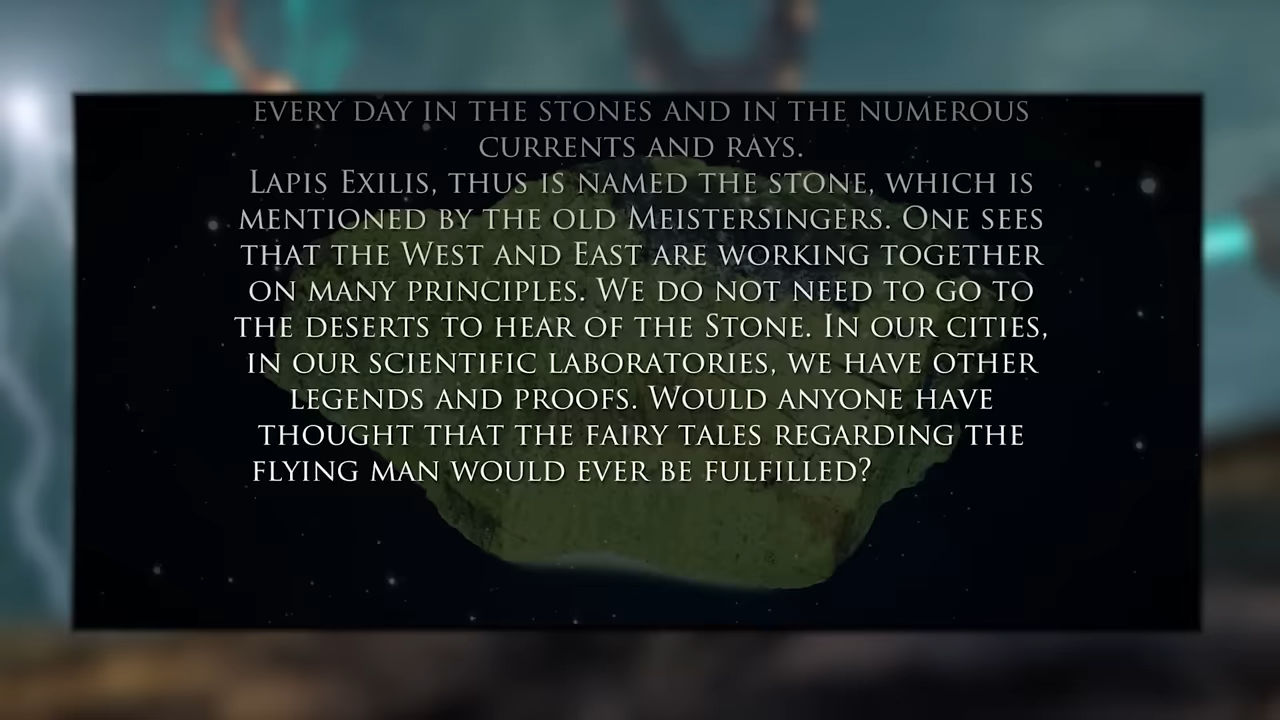 EVERY DAY IN THE STONES AND IN THE NUMEROUS
CURRENTS AND RAYS.
LAPIS EXILIS, THUS IS NAMED THE STONE, WHICH IS
MENTIONED BY THE OLD MEISTERSINGERS. ONE SEES
THAT THE WEST AND EAST ARE WORKING TOGETHER
ON MANY PRINCIPLES. WE DO NOT NEED TO GO TO
THE DESERTS TO HEAR OF THE STONE. IN OUR CITIES,
IN OUR SCIENTIFIC LABORATORIES, WE HAVE OTHER
LEGENDS AND PROOFS. WOULD ANYONE HAVE
THOUGHT THAT THE FAIRY TALES REGARDING THE
FLYING MAN WOULD EVER BE FULFILLED?